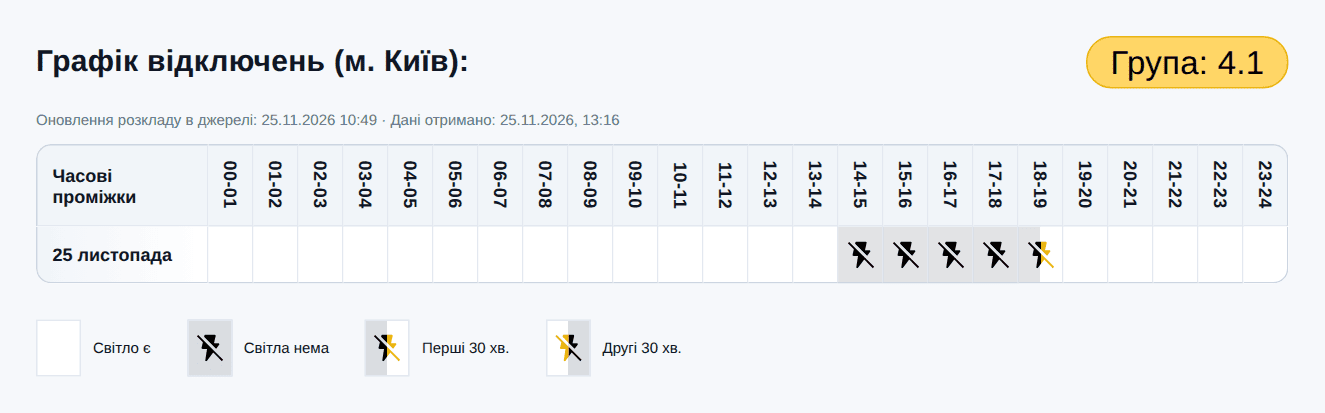 Графік відключень (м. Київ):
Група: 4.1
Оновлення розкладу в джерелі: 25.11.2026 10:49 · Дані отримано: 25.11.2026, 13:16
Часові
проміжки
00-01
01-02
02-03
03-04
04-05
05-06
06-07
07-08
08-09
09-10
10-11
11-12
12-13
13-14
14-15
15-16
16-17
17-18
18-19
19-20
20-21
21-22
22-23
23-24
25 листопада
Світло є
Світла нема
Перші 30 хв.
Другі 30 хв.